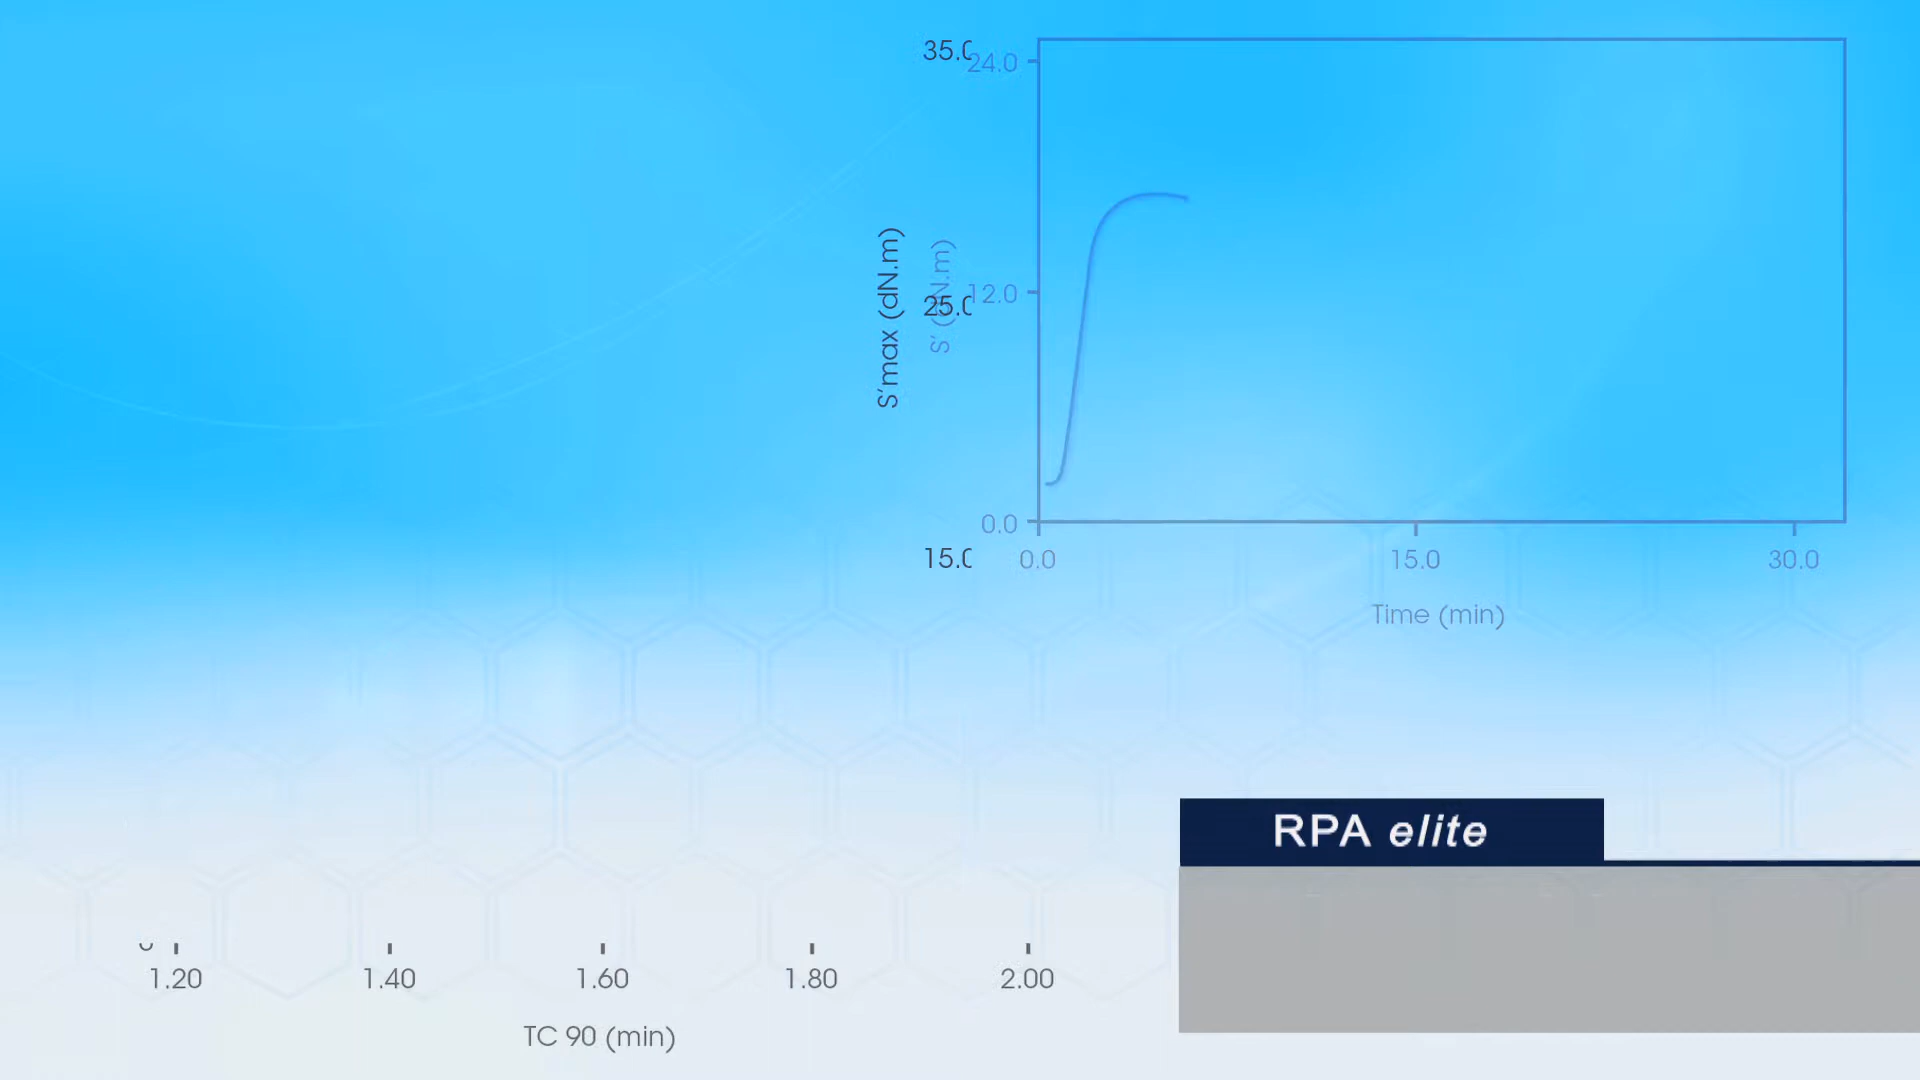 35.0
24.0
S'max (dN.m)
S' (dN.m)
25.0
12.0
0.0
15.0
0.0
15.0
30.0
Time (min)
RPA elite
1.20
1.40
1.60
1.80
2.00
TC 90 (min)